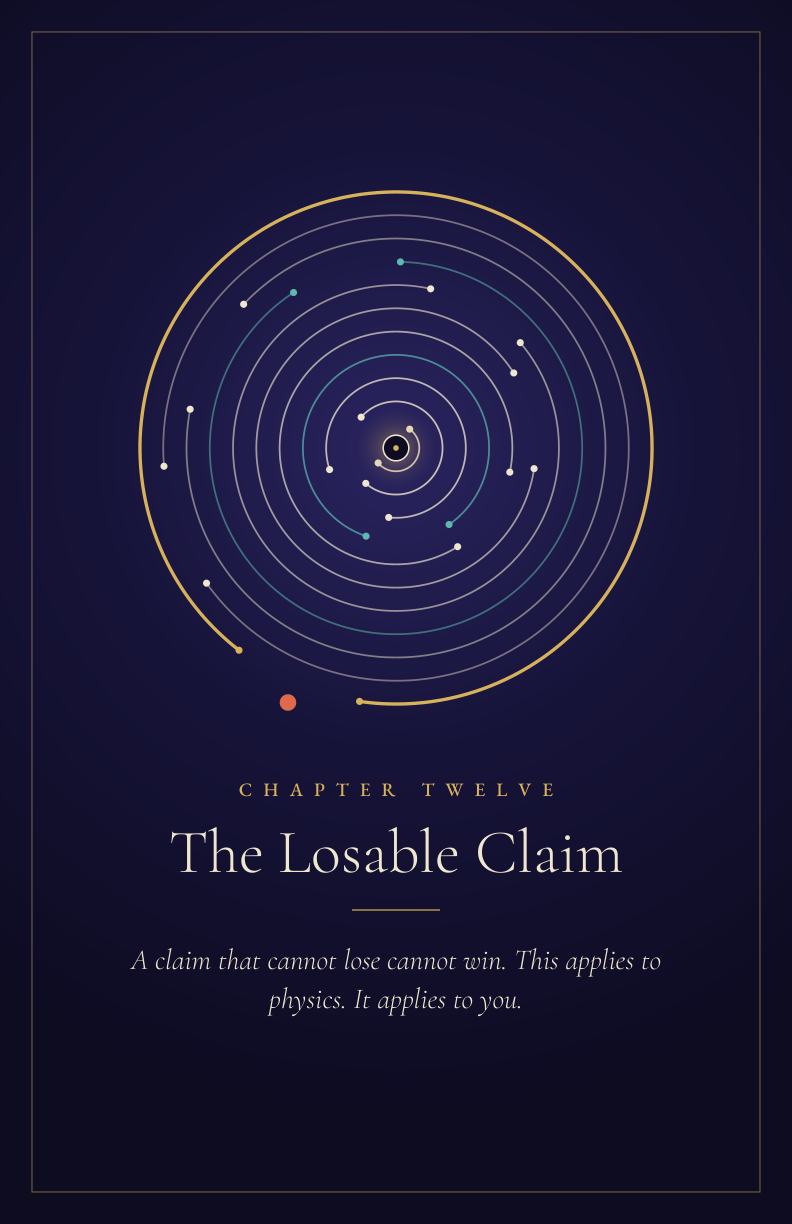 CHAPTER TWELVE
The Losable Claim
A claim that cannot lose cannot win. This applies to
physics. It applies to you.